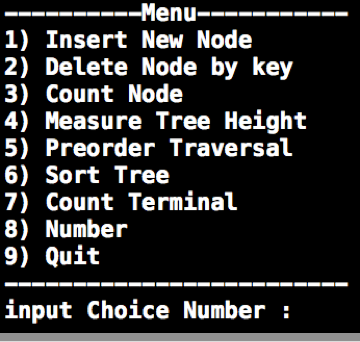 ----------Menu-----------
1) Insert New Node
2) Delete Node by key
3) Count Node
4) Measure Tree Height
5) Preorder Traversal
6) Sort Tree
7) Count Terminal
8) Number
9) Quit
-------------------------
input Choice Number :